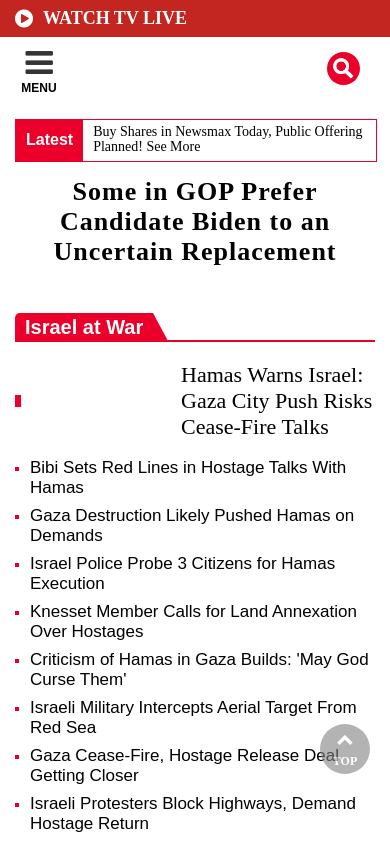 WATCH TV LIVE
MENU
Latest
Buy Shares in Newsmax Today, Public Offering
Planned! See More
Some in GOP Prefer
Candidate Biden to an
Uncertain Replacement
Israel at War
Hamas Warns Israel:
Gaza City Push Risks
Cease-Fire Talks
Bibi Sets Red Lines in Hostage Talks With
Hamas
Gaza Destruction Likely Pushed Hamas on
Demands
Israel Police Probe 3 Citizens for Hamas
Execution
Knesset Member Calls for Land Annexation
Over Hostages
Criticism of Hamas in Gaza Builds: 'May God
Curse Them'
Israeli Military Intercepts Aerial Target From
Red Sea
Gaza Cease-Fire, Hostage Release Deal
Getting Closer
TOP
Israeli Protesters Block Highways, Demand
Hostage Return